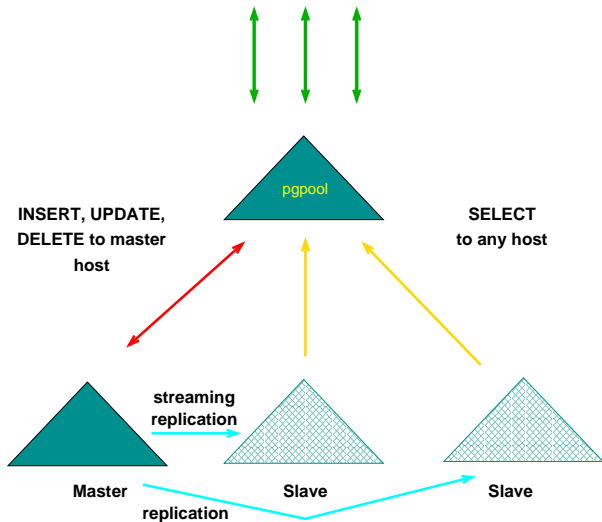 pgpool
INSERT, UPDATE,
DELETE to master
host
SELECT
to any host
streaming
replication
Master
Slave
Slave
replication